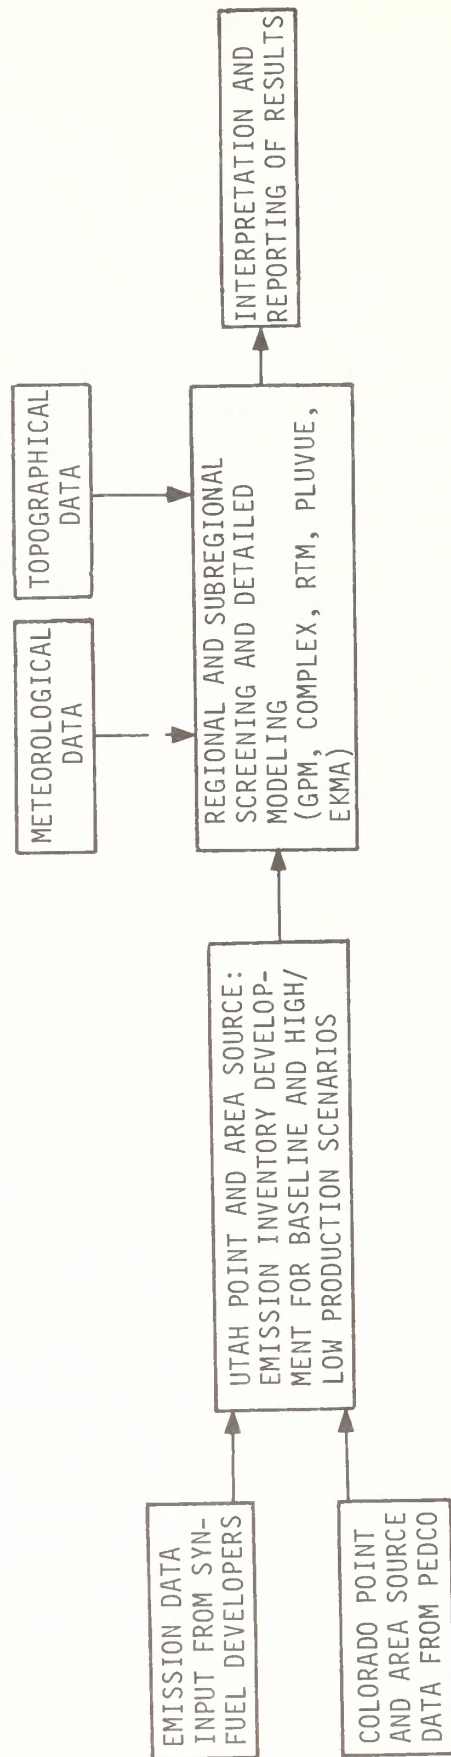 EMISSION DATA
INPUT FROM SYN-
FUEL DEVELOPERS
COLORADO POINT
AND AREA SOURCE
DATA FROM PEDCO
UTAH POINT AND AREA SOURCE:
EMISSION INVENTORY DEVELOP-
MENT FOR BASELINE AND HIGH/
LOW PRODUCTION SCENARIOS
METEOROLOGICAL
DATA
TOPOGRAPHICAL
DATA
REGIONAL AND SUBREGIONAL
SCREENING AND DETAILED
MODELING
(GPM, COMPLEX, RTM, PLUVUE,
EKMA)
INTERPRETATION AND
REPORTING OF RESULTS